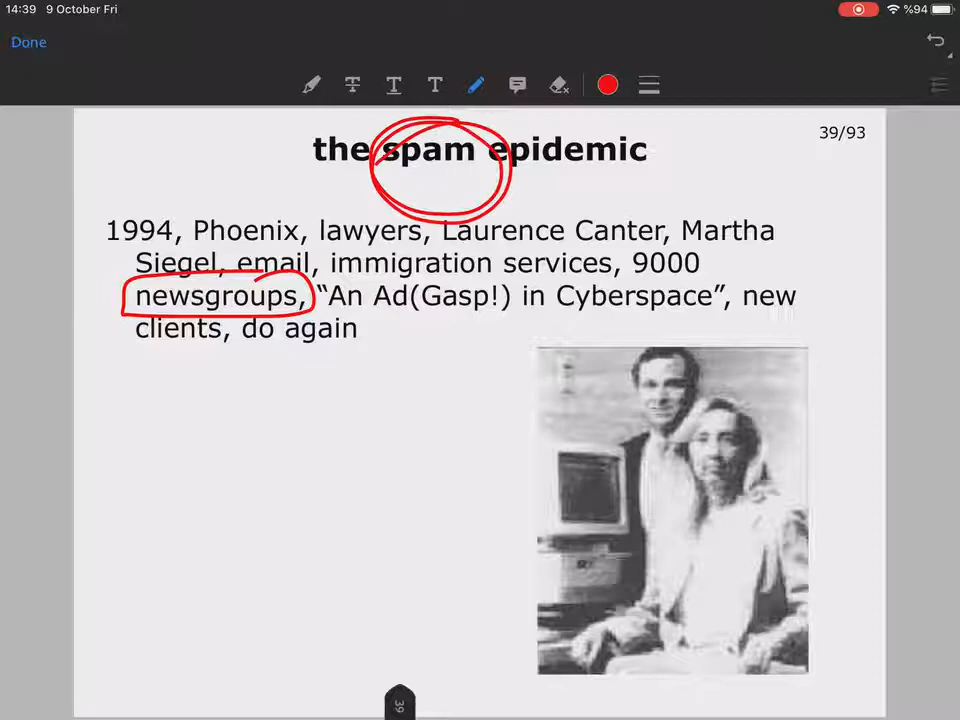 14:39 9 October Fri
%94
Done
39/93
the spam epidemic
1994, Phoenix, lawyers, Laurence Canter, Martha
Siegel, email, immigration services, 9000
newsgroups, “An Ad(Gasp!) in Cyberspace”, new
clients, do again
39